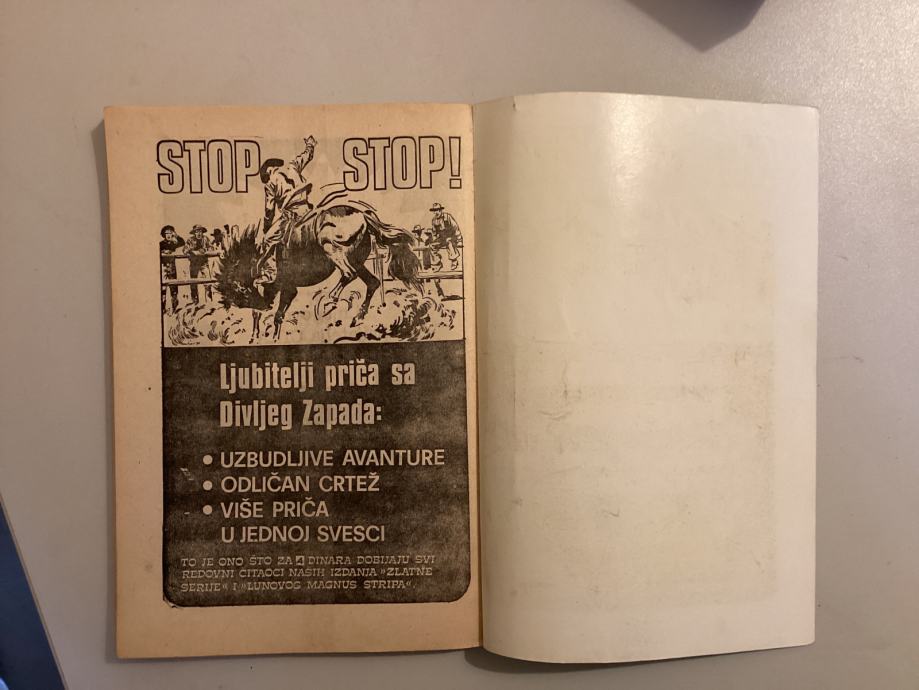 STOP STOP!
Ljubitelji priča sa
Divljeg Zapada:
• UZBUDLJIVE AVANTURE
• ODLIČAN CRTEŽ
• VIŠE PRIČA
U JEDNOJ SVESCI
TO JE ONO ŠTO ZA 4 DINARA DOBIJAJU SVI
REDOVNI ČITAOCI NAŠIH IZDANJA »ZLATNE
SERIJE« I »LUNOVOG MAGNUS STRIPA«.